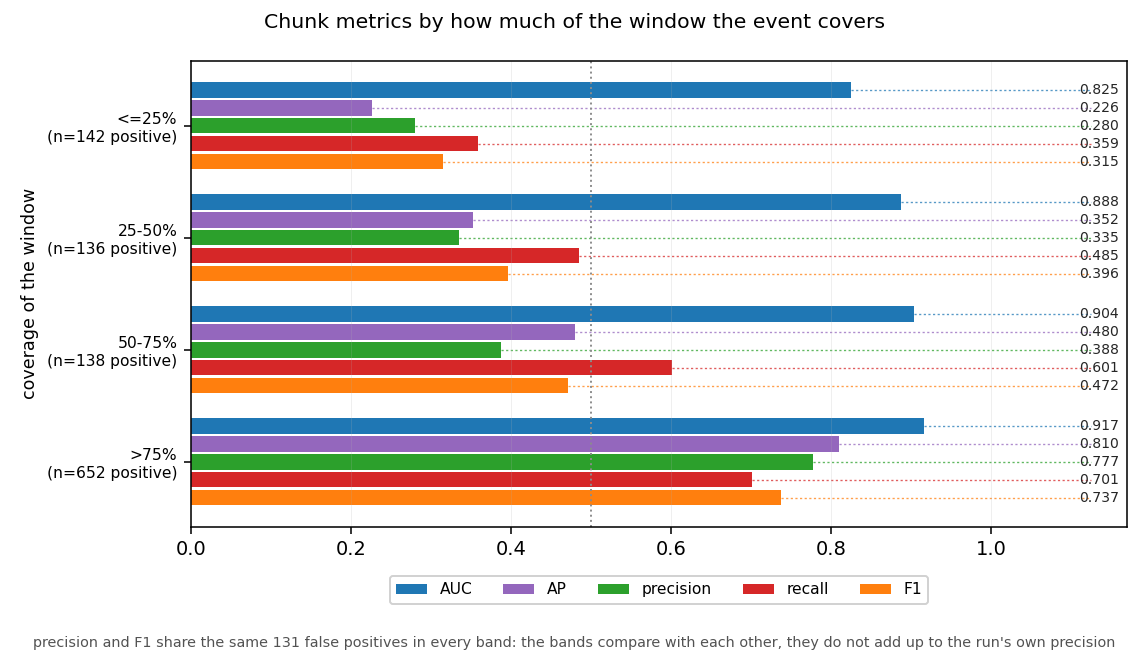 Chunk metrics by how much of the window the event covers
coverage of the window
<=25%
(n=142 positive)
0.825
0.226
0.280
0.359
0.315
25-50%
(n=136 positive)
0.888
0.352
0.335
0.485
0.396
50-75%
(n=138 positive)
0.904
0.480
0.388
0.601
0.472
>75%
(n=652 positive)
0.917
0.810
0.777
0.701
0.737
0.0 0.2 0.4 0.6 0.8 1.0
AUC AP precision recall F1
precision and F1 share the same 131 false positives in every band: the bands compare with each other, they do not add up to the run's own precision